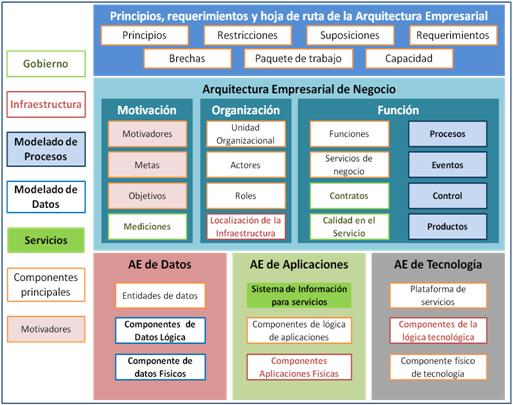 Principios, requerimientos y hoja de ruta de la Arquitectura Empresarial
Principios
Restricciones
Suposiciones
Requerimientos
Brechas
Paquete de trabajo
Capacidad
Gobierno
Infraestructura
Modelado de
Procesos
Modelado de
Datos
Servicios
Componentes
principales
Motivadores
Arquitectura Empresarial de Negocio
Motivación
Motivadores
Metas
Objetivos
Mediciones
Organización
Unidad
Organizacional
Actores
Roles
Localización de la
Infraestructura
Función
Funciones
Procesos
Servicios de
negocio
Eventos
Contratos
Control
Calidad en el
Servicio
Productos
AE de Datos
Entidades de datos
Componentes de
Datos Lógica
Componente de
datos Físicos
AE de Aplicaciones
Sistema de Información
para servicios
Componentes de lógica
de aplicaciones
Componentes
Aplicaciones Fisicas
AE de Tecnología
Plataforma de
servicios
Componentes de la
lógica tecnológica
Componente físico
de tecnología